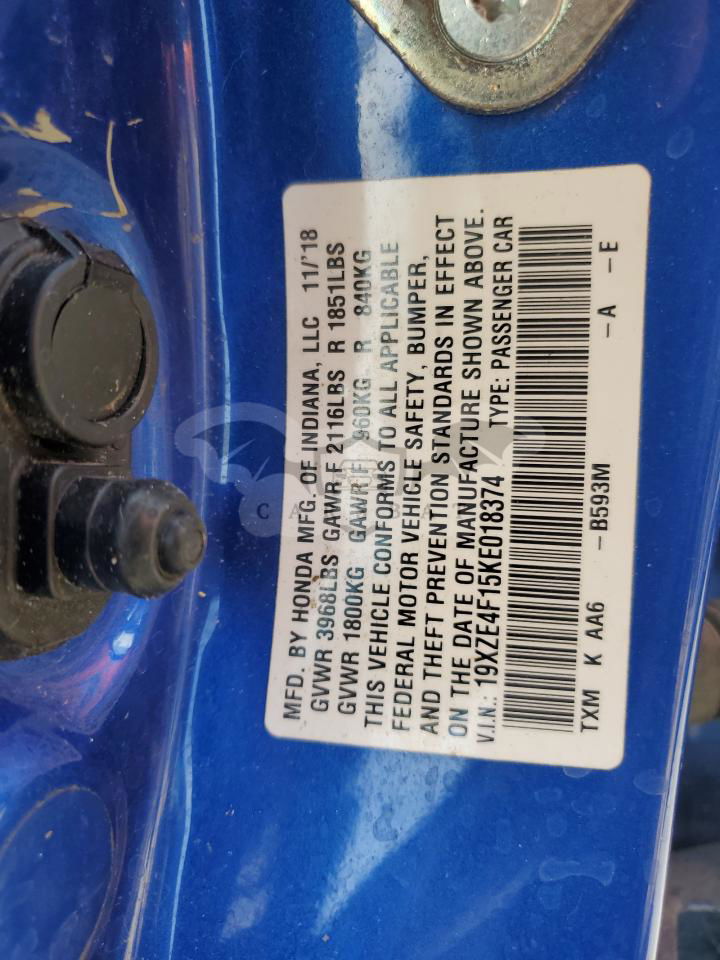 MFD. BY HONDA MFG. OF INDIANA, LLC 11/'18
GVWR 3968LBS GAWR F 2116LBS R 1851LBS
GVWR 1800KG GAWR F 960KG R 840KG
THIS VEHICLE CONFORMS TO ALL APPLICABLE
FEDERAL MOTOR VEHICLE SAFETY, BUMPER,
AND THEFT PREVENTION STANDARDS IN EFFECT
ON THE DATE OF MANUFACTURE SHOWN ABOVE.
V.I.N.: 19XZE4F15KE018374 TYPE: PASSENGER CAR
TXM K AA6 -B593M -A -E